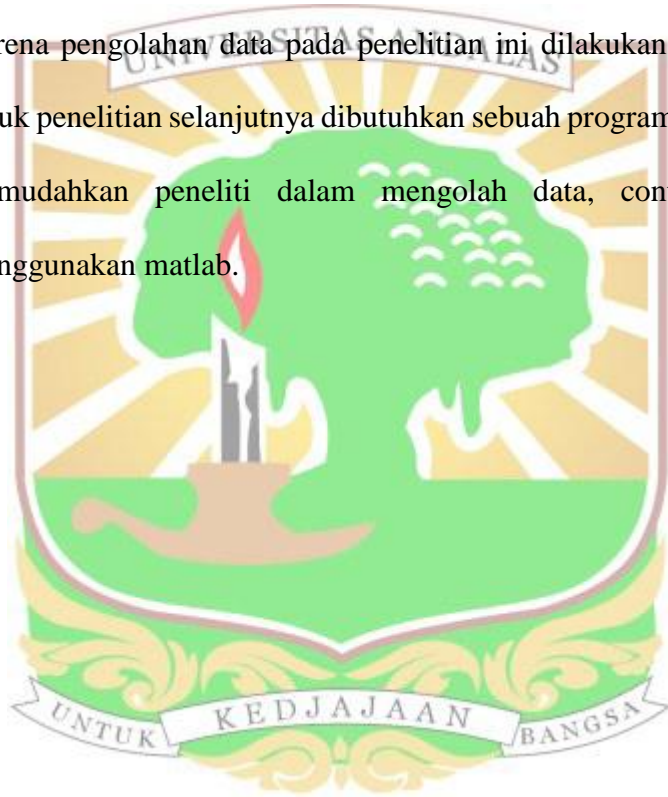 UNIVERSITAS ANDALAS
rena pengolahan data pada penelitian ini dilakukan
uk penelitian selanjutnya dibutuhkan sebuah program
mudahkan peneliti dalam mengolah data, con
nggunakan matlab.
UNTUK KEDJAJAAN BANGSA